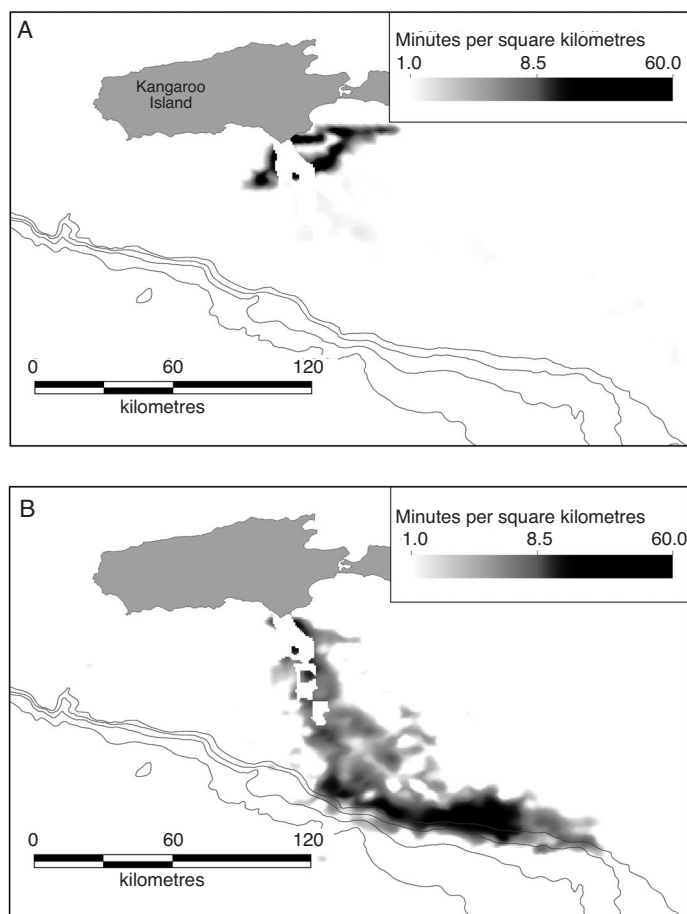 A
Minutes per square kilometres
1.0 8.5 60.0
Kangaroo
Island
0 60 120
kilometres
B
Minutes per square kilometres
1.0 8.5 60.0
0 60 120
kilometres